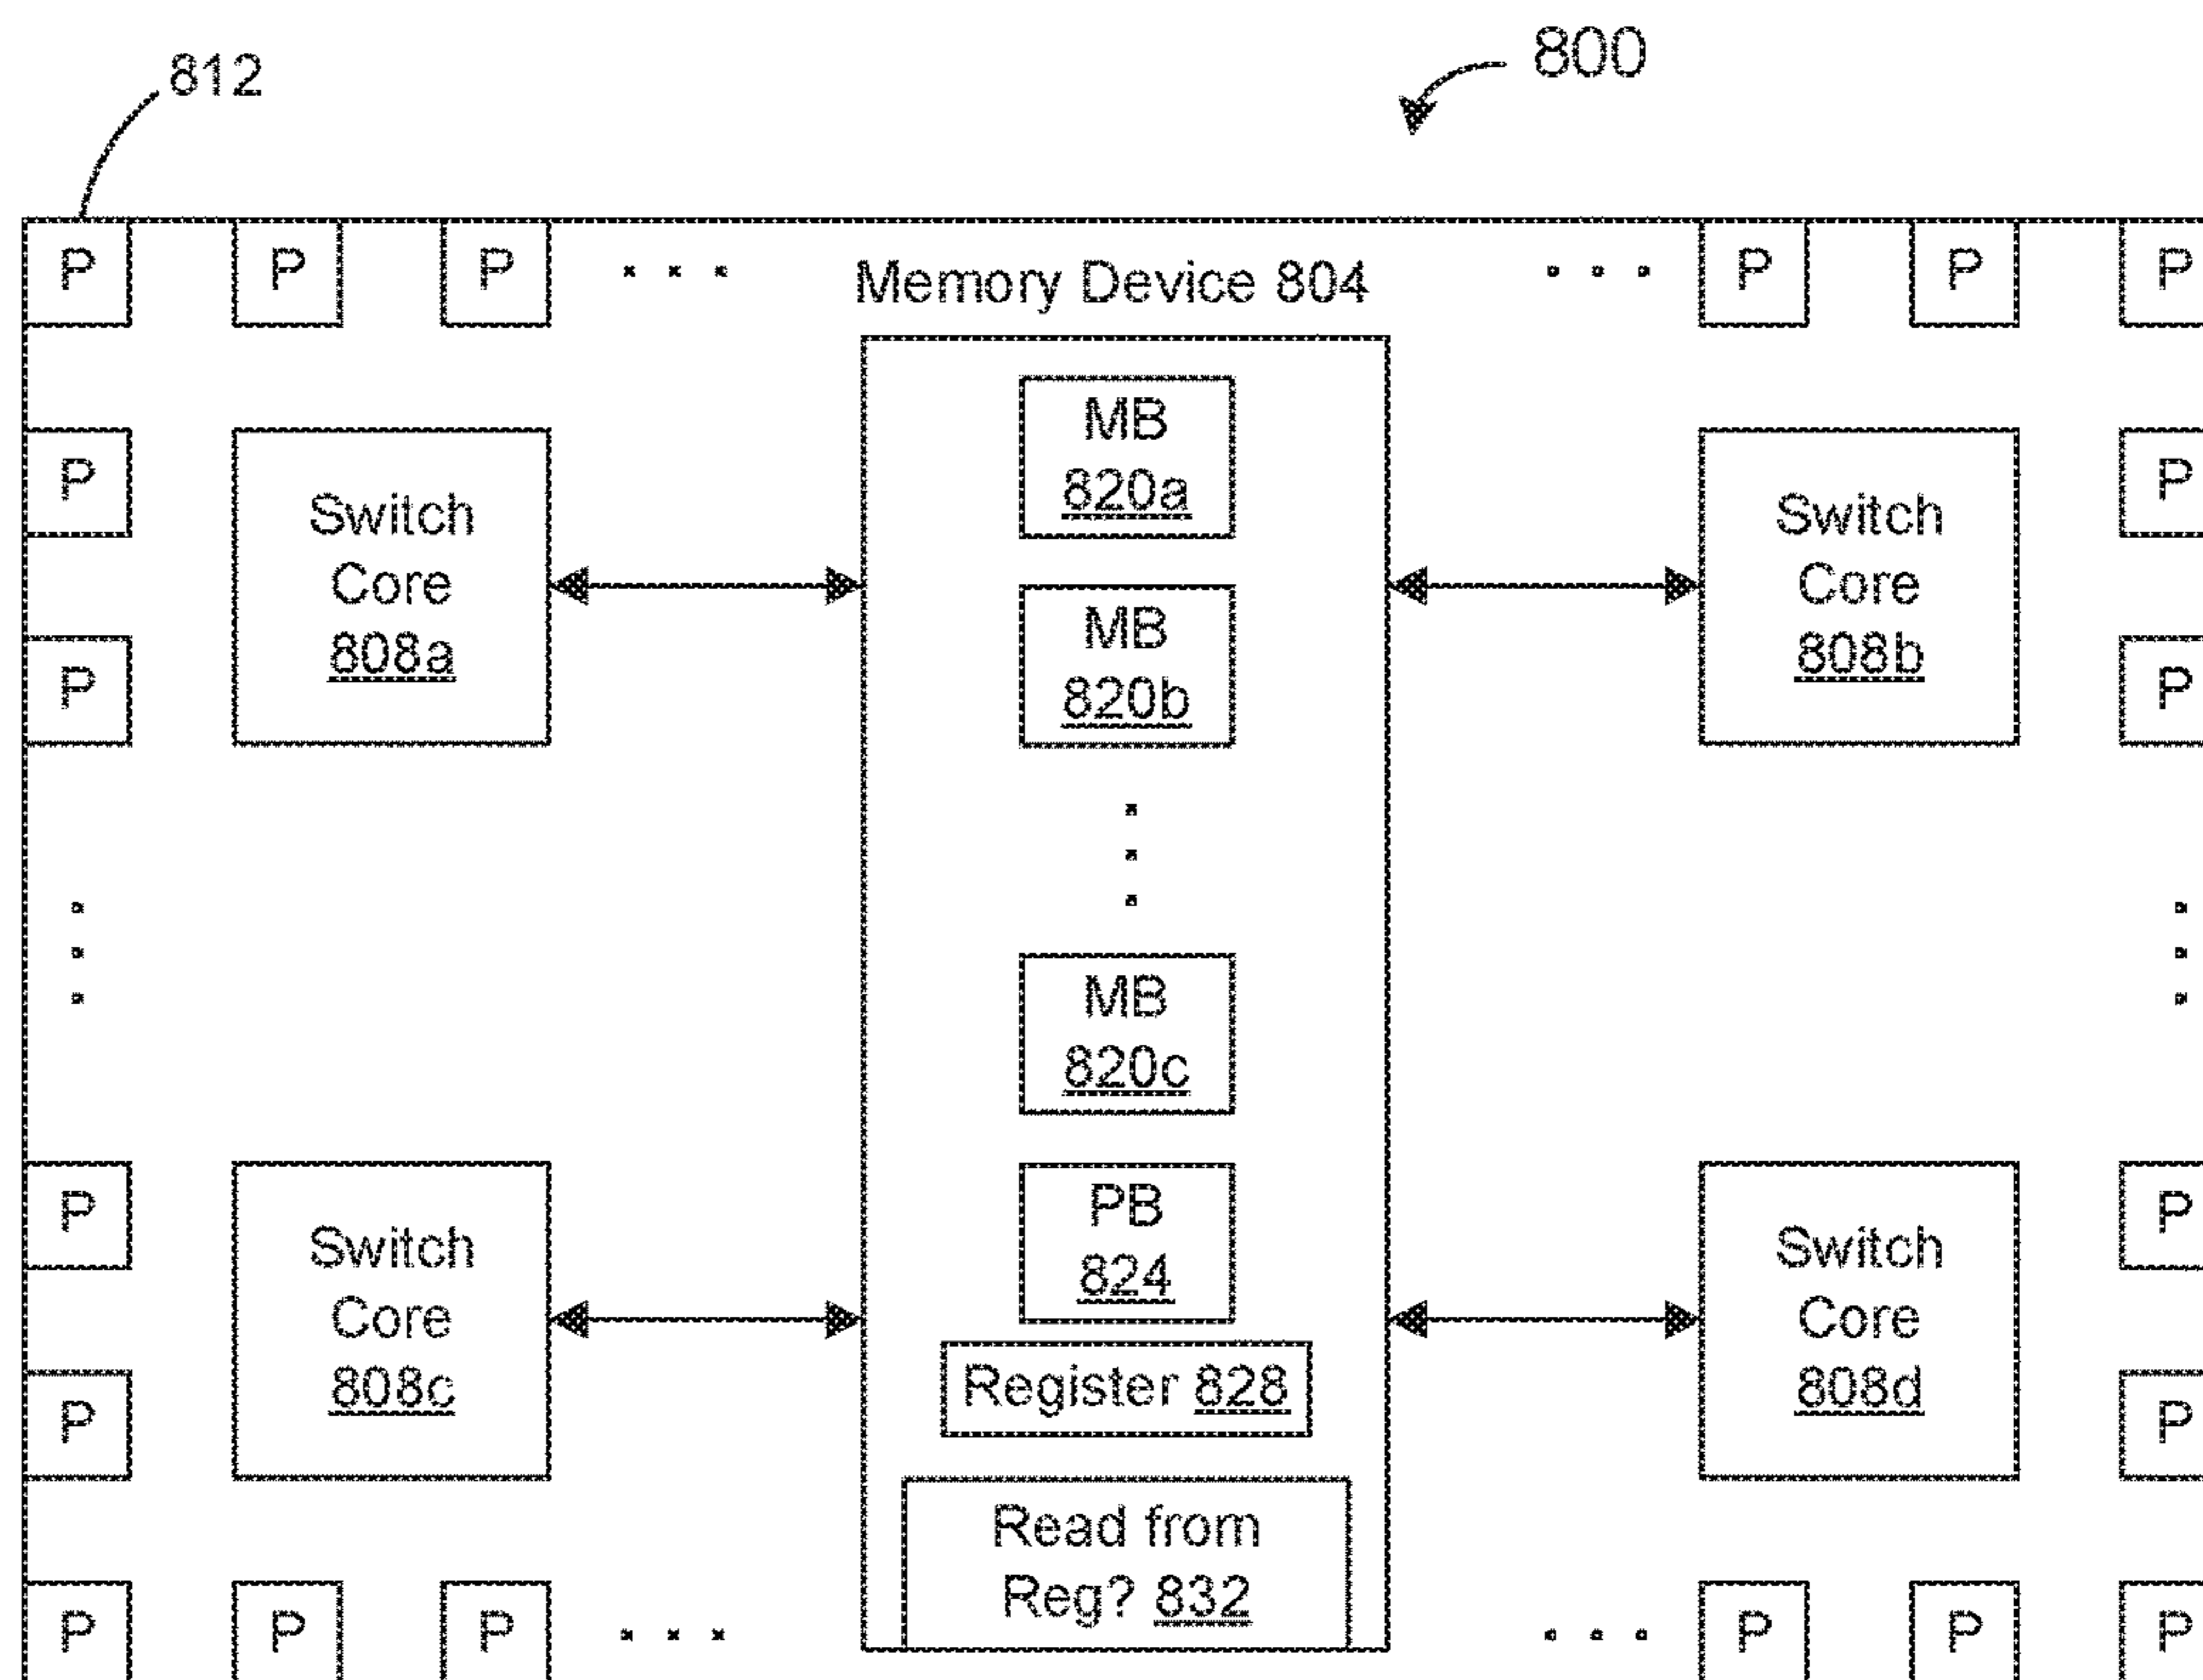 812
800
P P P . . . Memory Device 804 . . . P P P
MB
820a
P
Switch
Core
808a
P
P
Switch
Core
808b
P
P
MB
820b
MB
820c
PB
824
Register 828
Read from
Reg? 832
P
Switch
Core
808c
P
Switch
Core
808d
P
P
P P P . . . . . . P P P